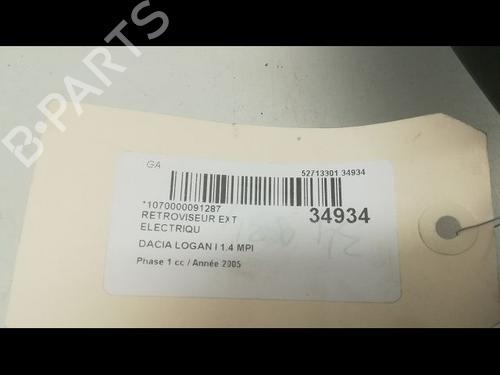 B-PARTS
GA
52713301 34934
*1070000091287
RETROVISEUR EXT
ELECTRIQU
34934
DACIA LOGAN I 1.4 MPI
Phase 1 cc / Année 2005